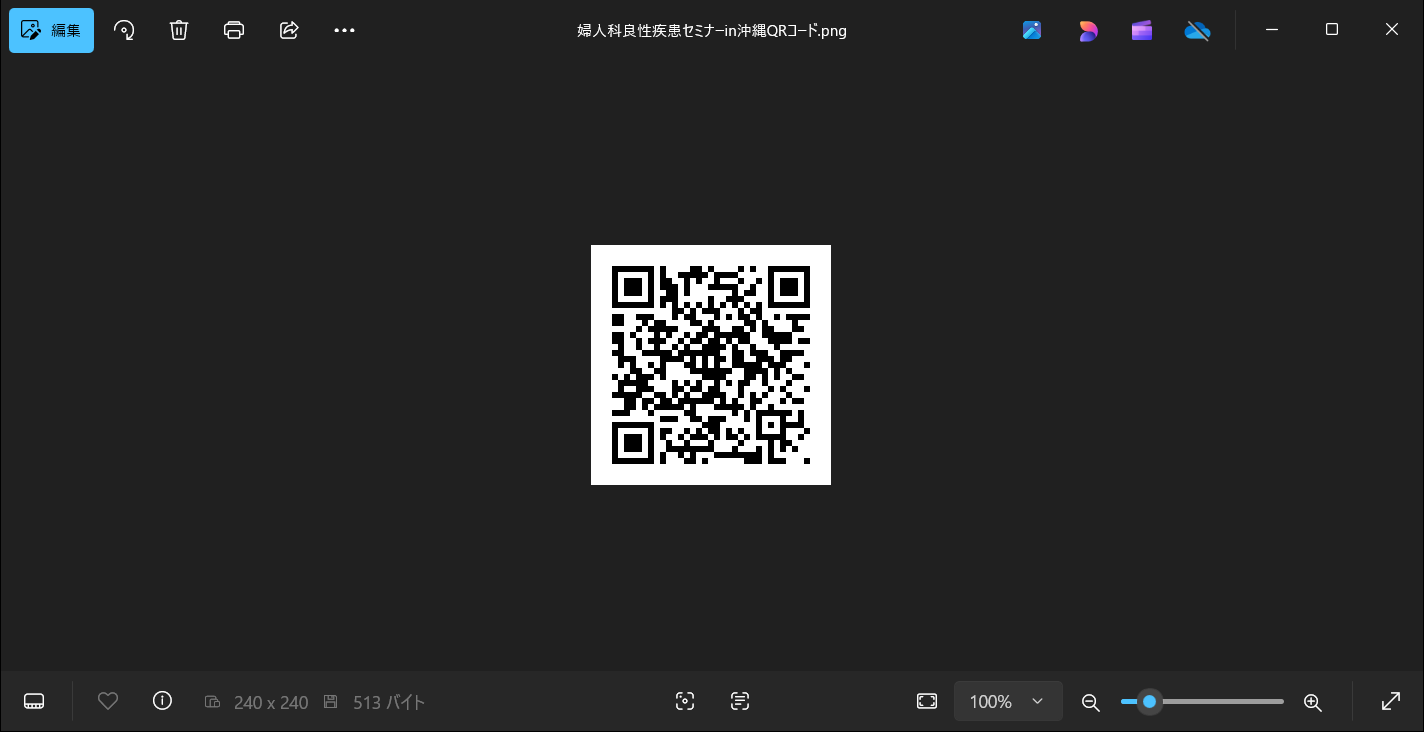 編集
婦人科良性疾患セミナーin沖縄QRコード.png
240 x 240
513 バイト
100%